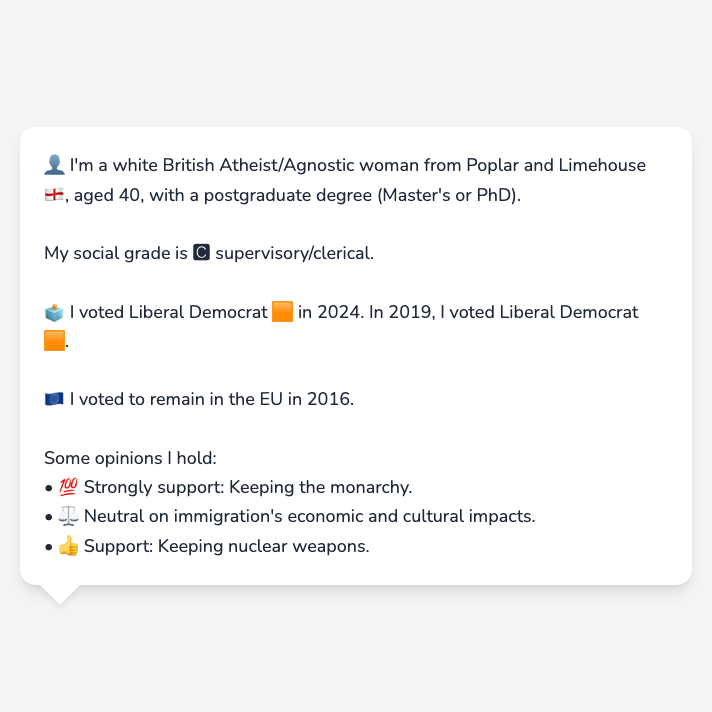 👤 I'm a white British Atheist/Agnostic woman from Poplar and Limehouse
🏴󠁧󠁢󠁥󠁮󠁧󠁿, aged 40, with a postgraduate degree (Master's or PhD).
My social grade is 🅲 supervisory/clerical.
🗳️ I voted Liberal Democrat 🟧 in 2024. In 2019, I voted Liberal Democrat
🟧.
🇪🇺 I voted to remain in the EU in 2016.
Some opinions I hold:
• 💯 Strongly support: Keeping the monarchy.
• ⚖️ Neutral on immigration's economic and cultural impacts.
• 👍 Support: Keeping nuclear weapons.